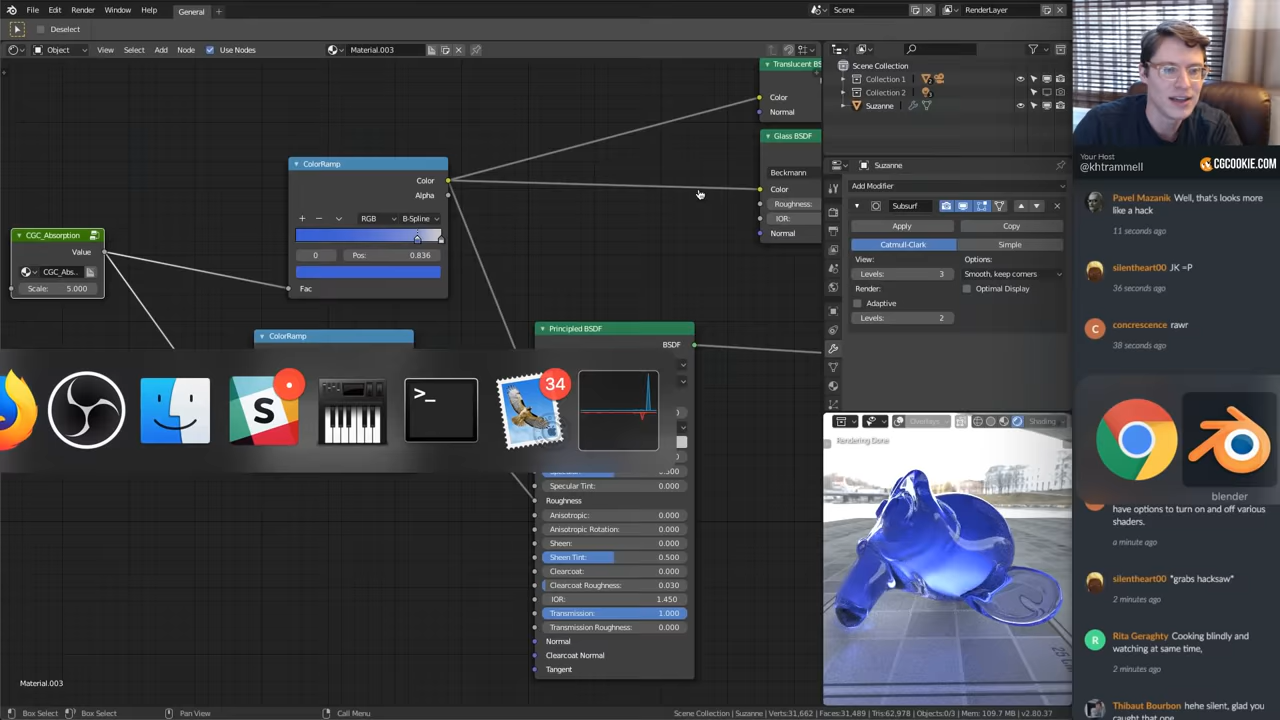 File Edit Render Window Help
General +
Scene
RenderLayer
Deselect
Object View Select Add Node Use Nodes
Material.003
Translucent BS
Color
Normal
Glass BSDF
Beckmann
Color
Roughness:
IOR:
Normal
ColorRamp
Color
Alpha
RGB B-Spline
0 Pos: 0.836
Fac
CGC_Absorption
Value
CGC_Abs...
Scale: 5.000
ColorRamp
Principled BSDF
BSDF
S
34
>_
Specular Tint: 0.000
Roughness
Anisotropic: 0.000
Anisotropic Rotation: 0.000
Sheen: 0.000
Sheen Tint: 0.500
Clearcoat: 0.000
Clearcoat Roughness: 0.030
IOR: 1.450
Transmission: 1.000
Transmission Roughness: 0.000
Normal
Clearcoat Normal
Tangent
Material.003
Scene Collection
Collection 1
Collection 2
Suzanne
Suzanne
Add Modifier
Subsurf
Apply Copy
Catmull-Clark Simple
View: Options:
Levels: 3 Smooth, keep corners
Render: Optimal Display
Adaptive
Levels: 2
Overlays Shading
Rendering Done
Box Select Box Select Pan View Call Menu
Scene Collection | Suzanne | Verts:31,662 | Faces:31,489 | Tris:62,978 | Objects:0/3 | Mem: 109.7 MB | v2.80.37
Your Host
@khtrammell
CGCOOKIE.COM
Pavel Mazanik Well, that's looks more
like a hack
11 seconds ago
silentheart00 JK =P
36 seconds ago
C
concrescence rawr
38 seconds ago
blender
have options to turn on and off various
shaders.
a minute ago
silentheart00 *grabs hacksaw*
2 minutes ago
R
Rita Geraghty Cooking blindly and
watching at same time,
2 minutes ago
Thibaut Bourbon hehe silent, glad you
caught that one